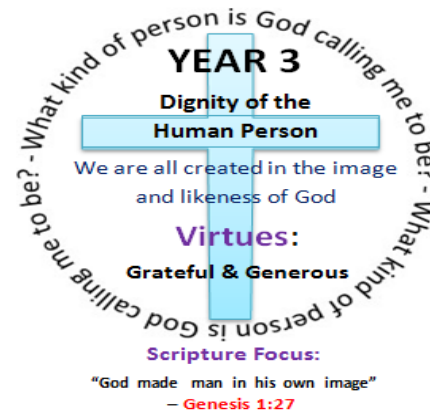 What kind of person is God calling me to be? - What kind of person is God calling me to be? -
YEAR 3
Dignity of the
Human Person
We are all created in the image
and likeness of God
Virtues:
Grateful & Generous
Scripture Focus:
“God made man in his own image”
– Genesis 1:27